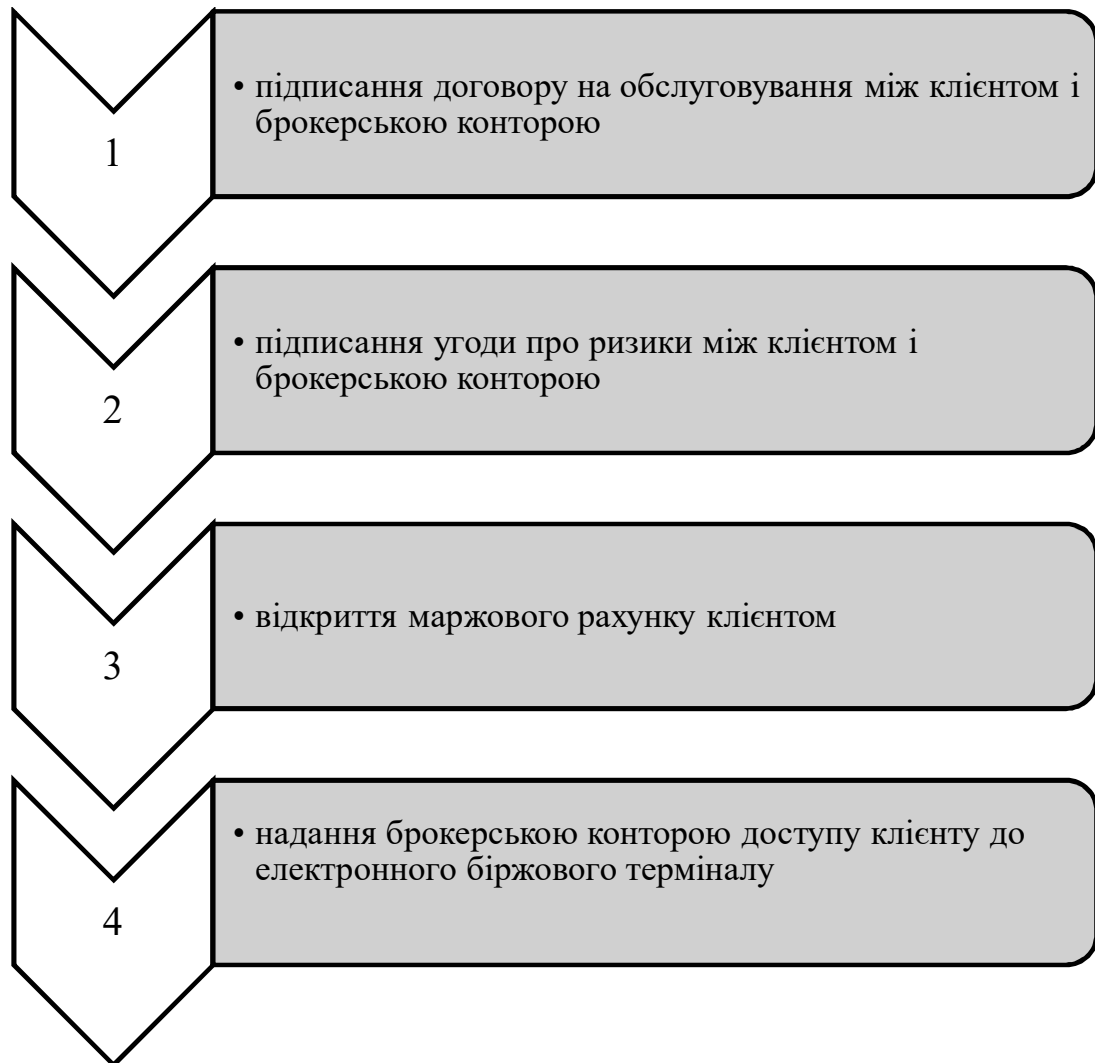 1
• підписання договору на обслуговування між клієнтом і
брокерською конторою
2
• підписання угоди про ризики між клієнтом і
брокерською конторою
3
• відкриття маржового рахунку клієнтом
4
• надання брокерською конторою доступу клієнту до
електронного біржового терміналу